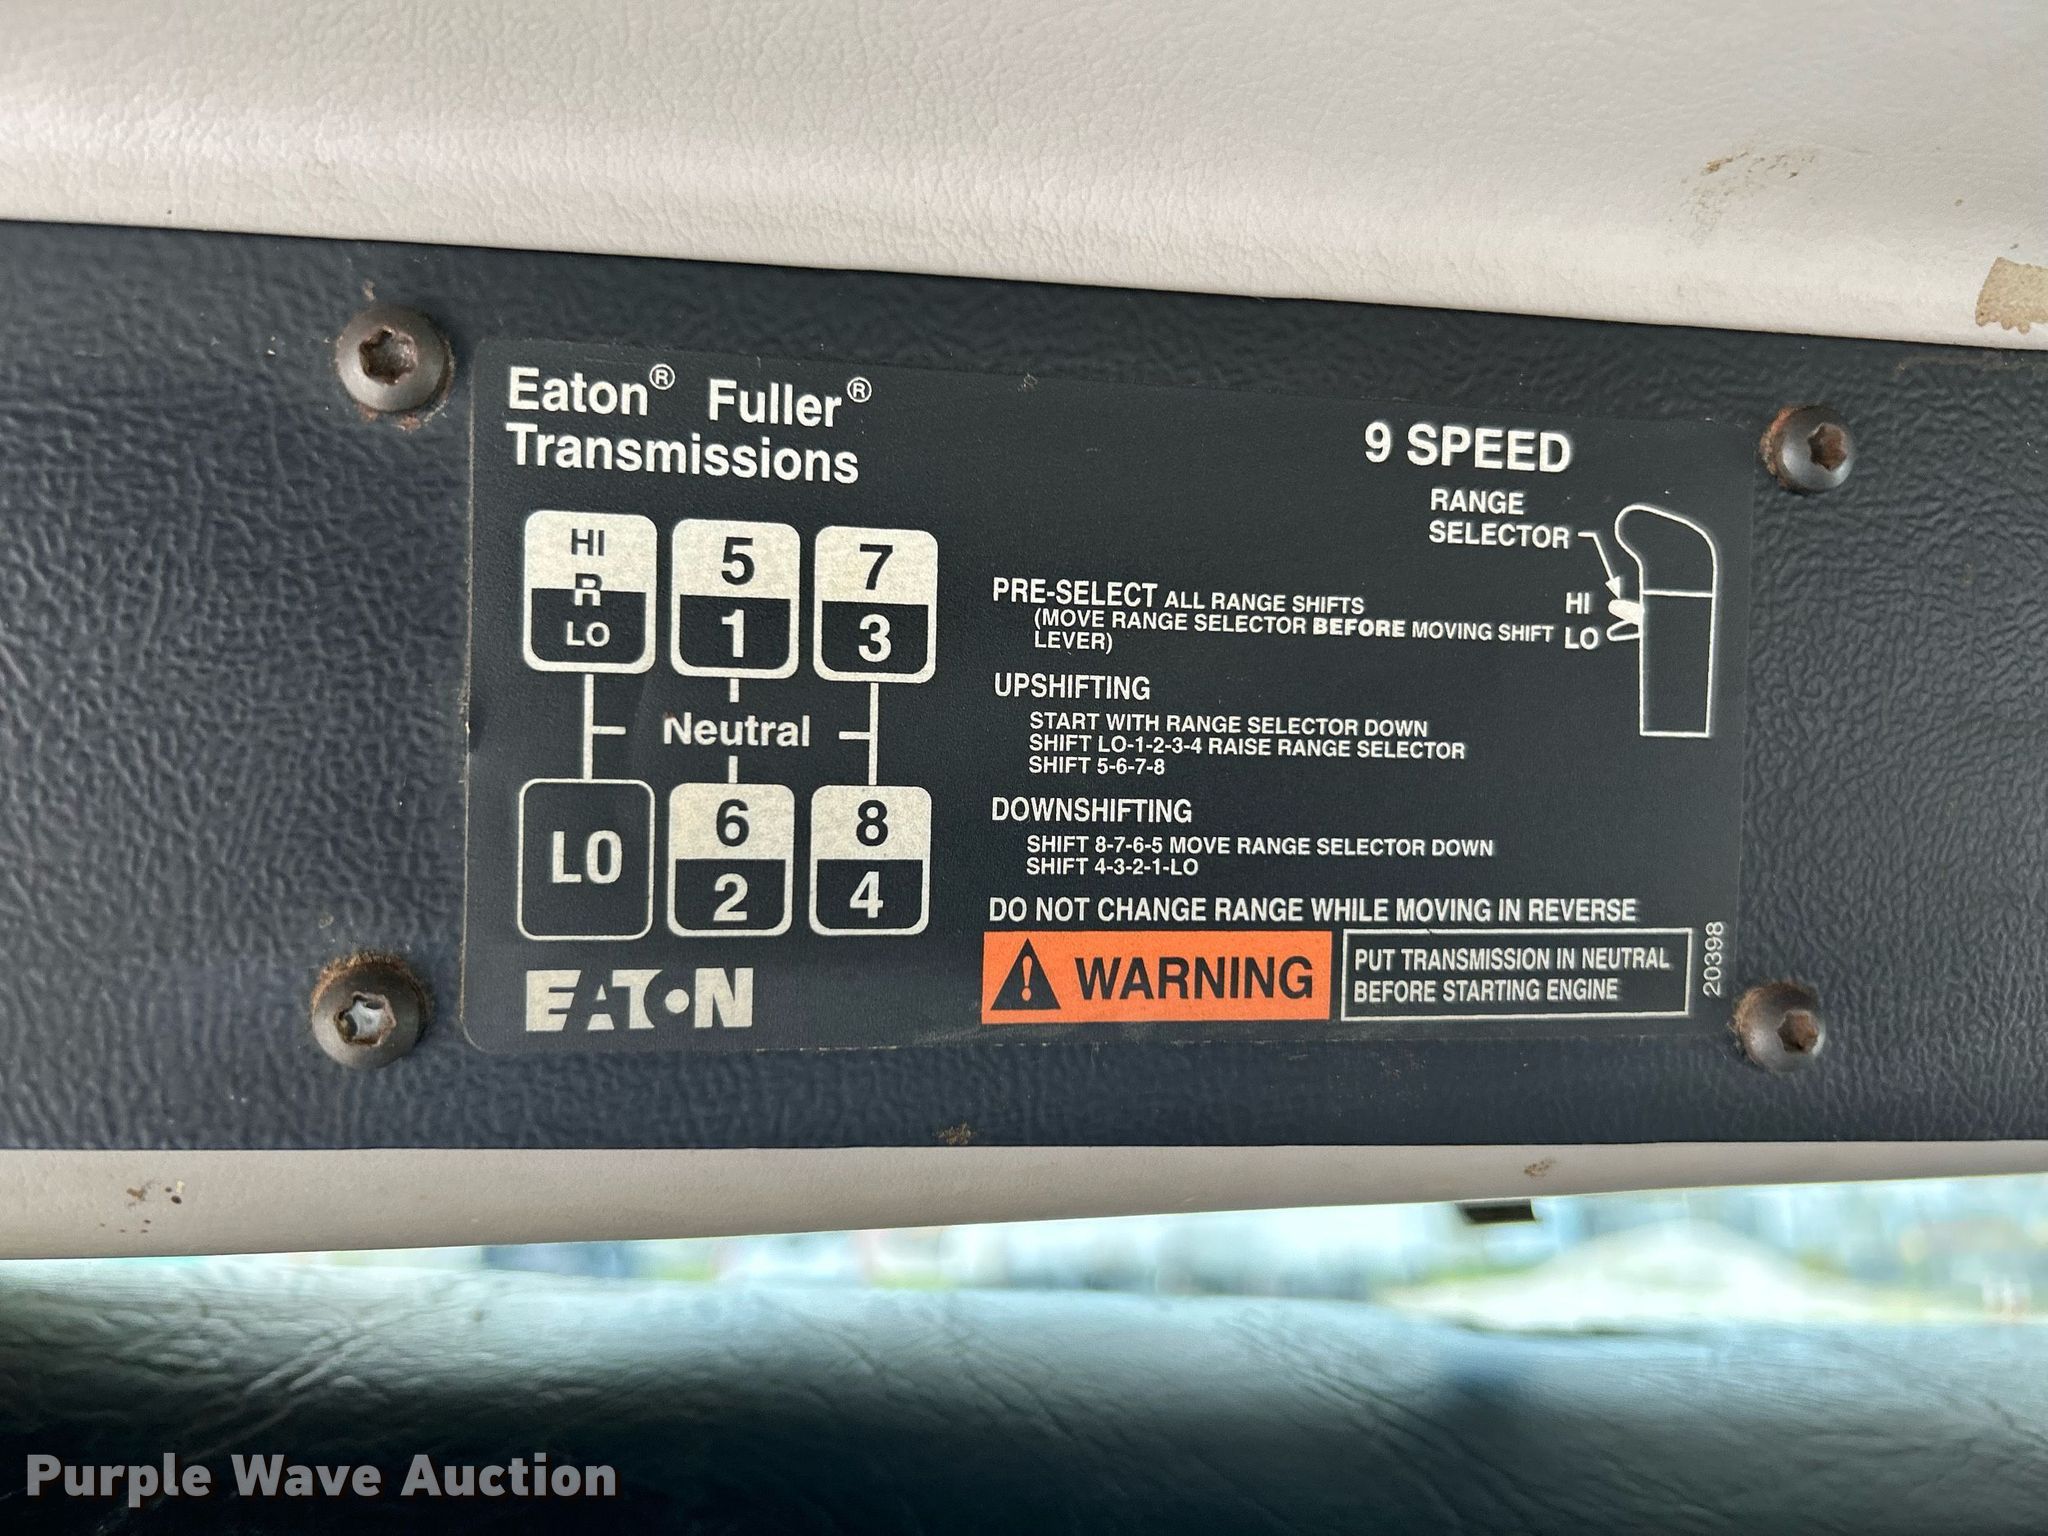 Eaton® Fuller®
Transmissions
9 SPEED
RANGE
SELECTOR
HI
LO
HI
R
LO
5
1
7
3
Neutral
LO
6
2
8
4
PRE-SELECT ALL RANGE SHIFTS
(MOVE RANGE SELECTOR BEFORE MOVING SHIFT
LEVER)
UPSHIFTING
START WITH RANGE SELECTOR DOWN
SHIFT LO-1-2-3-4 RAISE RANGE SELECTOR
SHIFT 5-6-7-8
DOWNSHIFTING
SHIFT 8-7-6-5 MOVE RANGE SELECTOR DOWN
SHIFT 4-3-2-1-LO
DO NOT CHANGE RANGE WHILE MOVING IN REVERSE
WARNING
PUT TRANSMISSION IN NEUTRAL
BEFORE STARTING ENGINE
20398
EATON
Purple Wave Auction